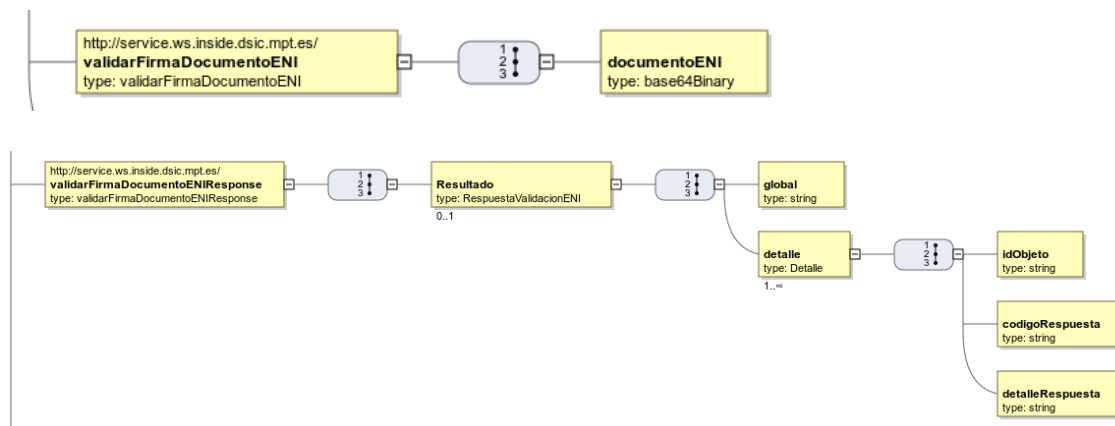 http://service.ws.inside.dsic.mpt.es/
validarFirmaDocumentoENI
type: validarFirmaDocumentoENI
1
2
3
documentoENI
type: base64Binary
http://service.ws.inside.dsic.mpt.es/
validarFirmaDocumentoENIResponse
type: validarFirmaDocumentoENIResponse
1
2
3
Resultado
type: RespuestaValidacionENI
0..1
1
2
3
global
type: string
detalle
type: Detalle
1..∞
1
2
3
idObjeto
type: string
codigoRespuesta
type: string
detalleRespuesta
type: string